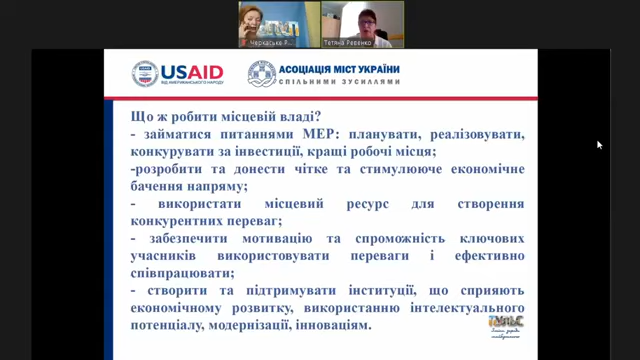 Черкаське Р...
Тетяна Ревенко
USAID
ВІД АМЕРИКАНСЬКОГО НАРОДУ
АСОЦІАЦІЯ МІСТ УКРАЇНИ
СПІЛЬНИМИ ЗУСИЛЛЯМИ
Що ж робити місцевій владі?
- займатися питаннями МЕР: планувати, реалізовувати,
конкурувати за інвестиції, кращі робочі місця;
-розробити та донести чітке та стимулююче економічне
бачення напряму;
- використати місцевий ресурс для створення
конкурентних переваг;
- забезпечити мотивацію та спроможність ключових
учасників використовувати переваги і ефективно
співпрацювати;
- створити та підтримувати інституції, що сприяють
економічному розвитку, використанню інтелектуального
потенціалу, модернізації, інноваціям.